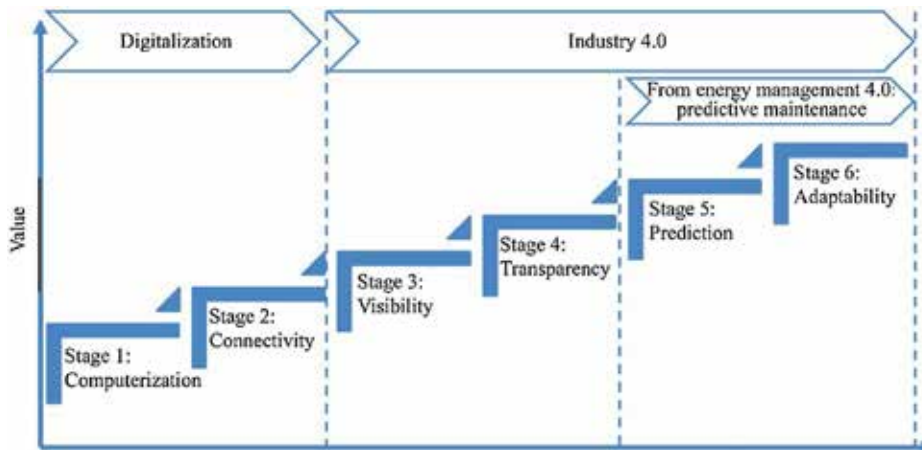 Digitalization
Industry 4.0
From energy management 4.0:
predictive maintenance
Value
Stage 1:
Computerization
Stage 2:
Connectivity
Stage 3:
Visibility
Stage 4:
Transparency
Stage 5:
Prediction
Stage 6:
Adaptability